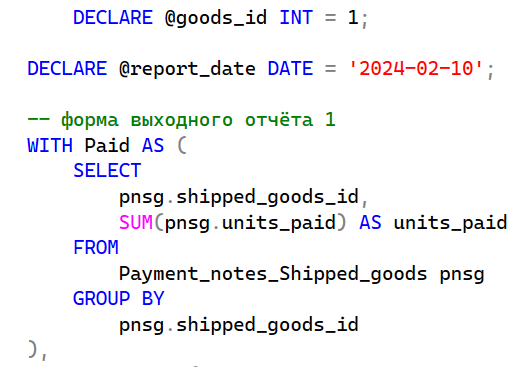 DECLARE @goods_id INT = 1;
DECLARE @report_date DATE = '2024-02-10';
-- форма выходного отчёта 1
WITH Paid AS (
SELECT
pnsg.shipped_goods_id,
SUM(pnsg.units_paid) AS units_paid
FROM
Payment_notes_Shipped_goods pnsg
GROUP BY
pnsg.shipped_goods_id
),